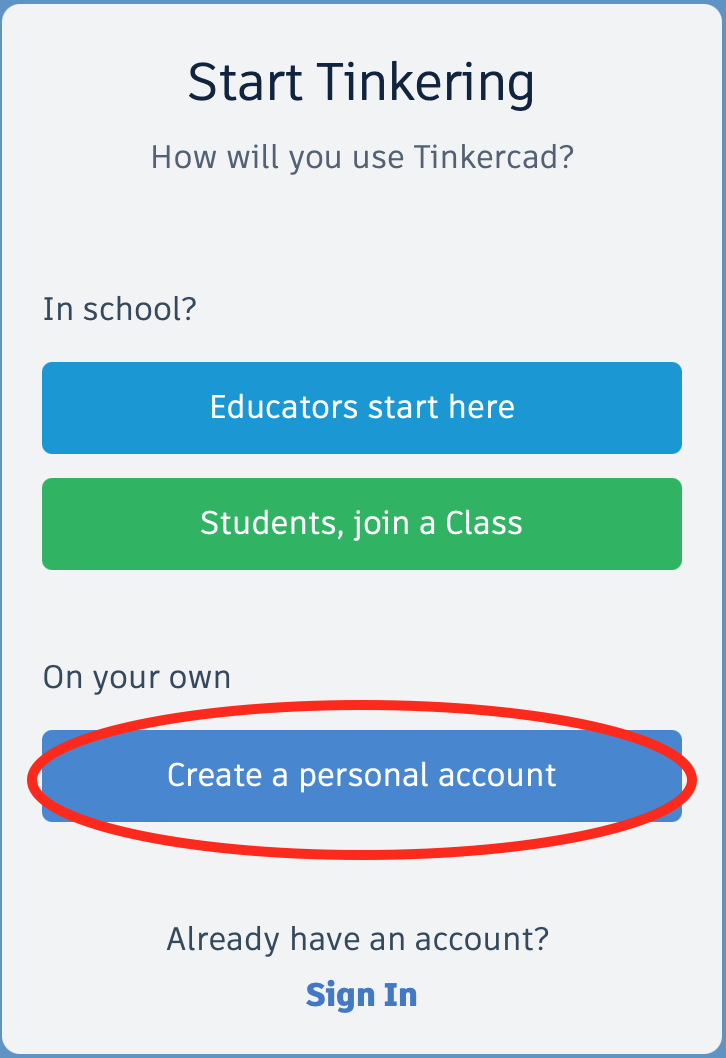 Start Tinkering
How will you use Tinkercad?
In school?
Educators start here
Students, join a Class
On your own
Create a personal account
Already have an account?
Sign In